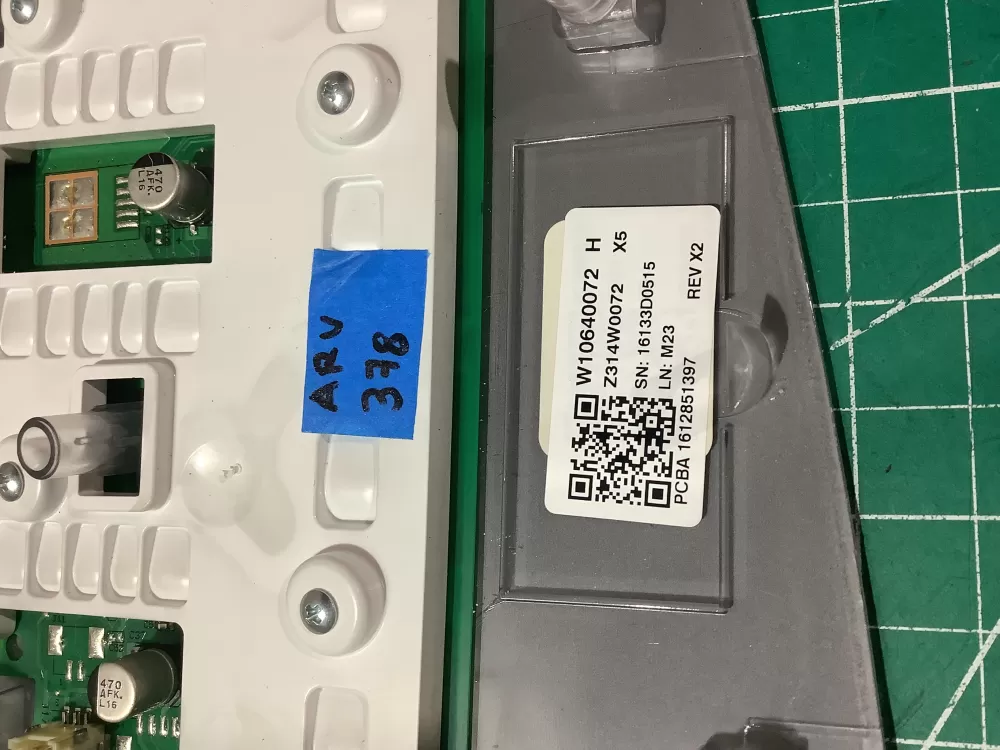 470
AFK.
L16
ARV
378
W10640072 H
Z314W0072 X5
SN: 16133D0515
LN: M23
PCBA 1612851397 REV X2
470
AFK.
L16